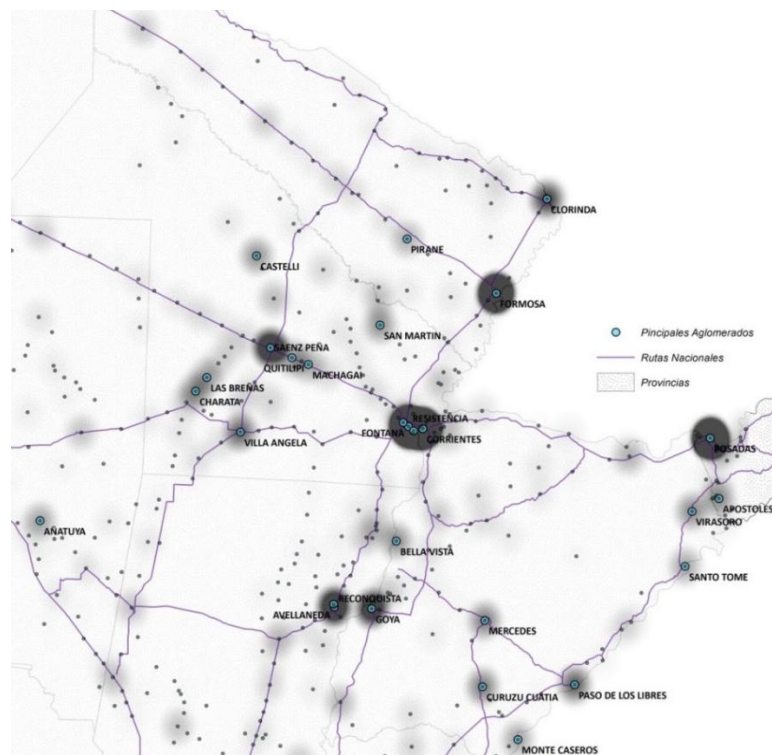 CLORINDA
PIRANE
CASTELLI
FORMOSA
SAN MARTIN
Pincipales Aglomerados
SAENZ PEÑA
Rutas Nacionales
QUITILIPI
MACHAGAI
Provincias
LAS BREÑAS
CHARATA
RESISTENCIA
FONTANA
CORRIENTES
VILLA ANGELA
POSADAS
APOSTOLES
VIRASORO
AÑATUYA
BELLA VISTA
SANTO TOME
RECONQUISTA
AVELLANEDA
GOYA
MERCEDES
CURUZU CUATIA
PASO DE LOS LIBRES
MONTE CASEROS